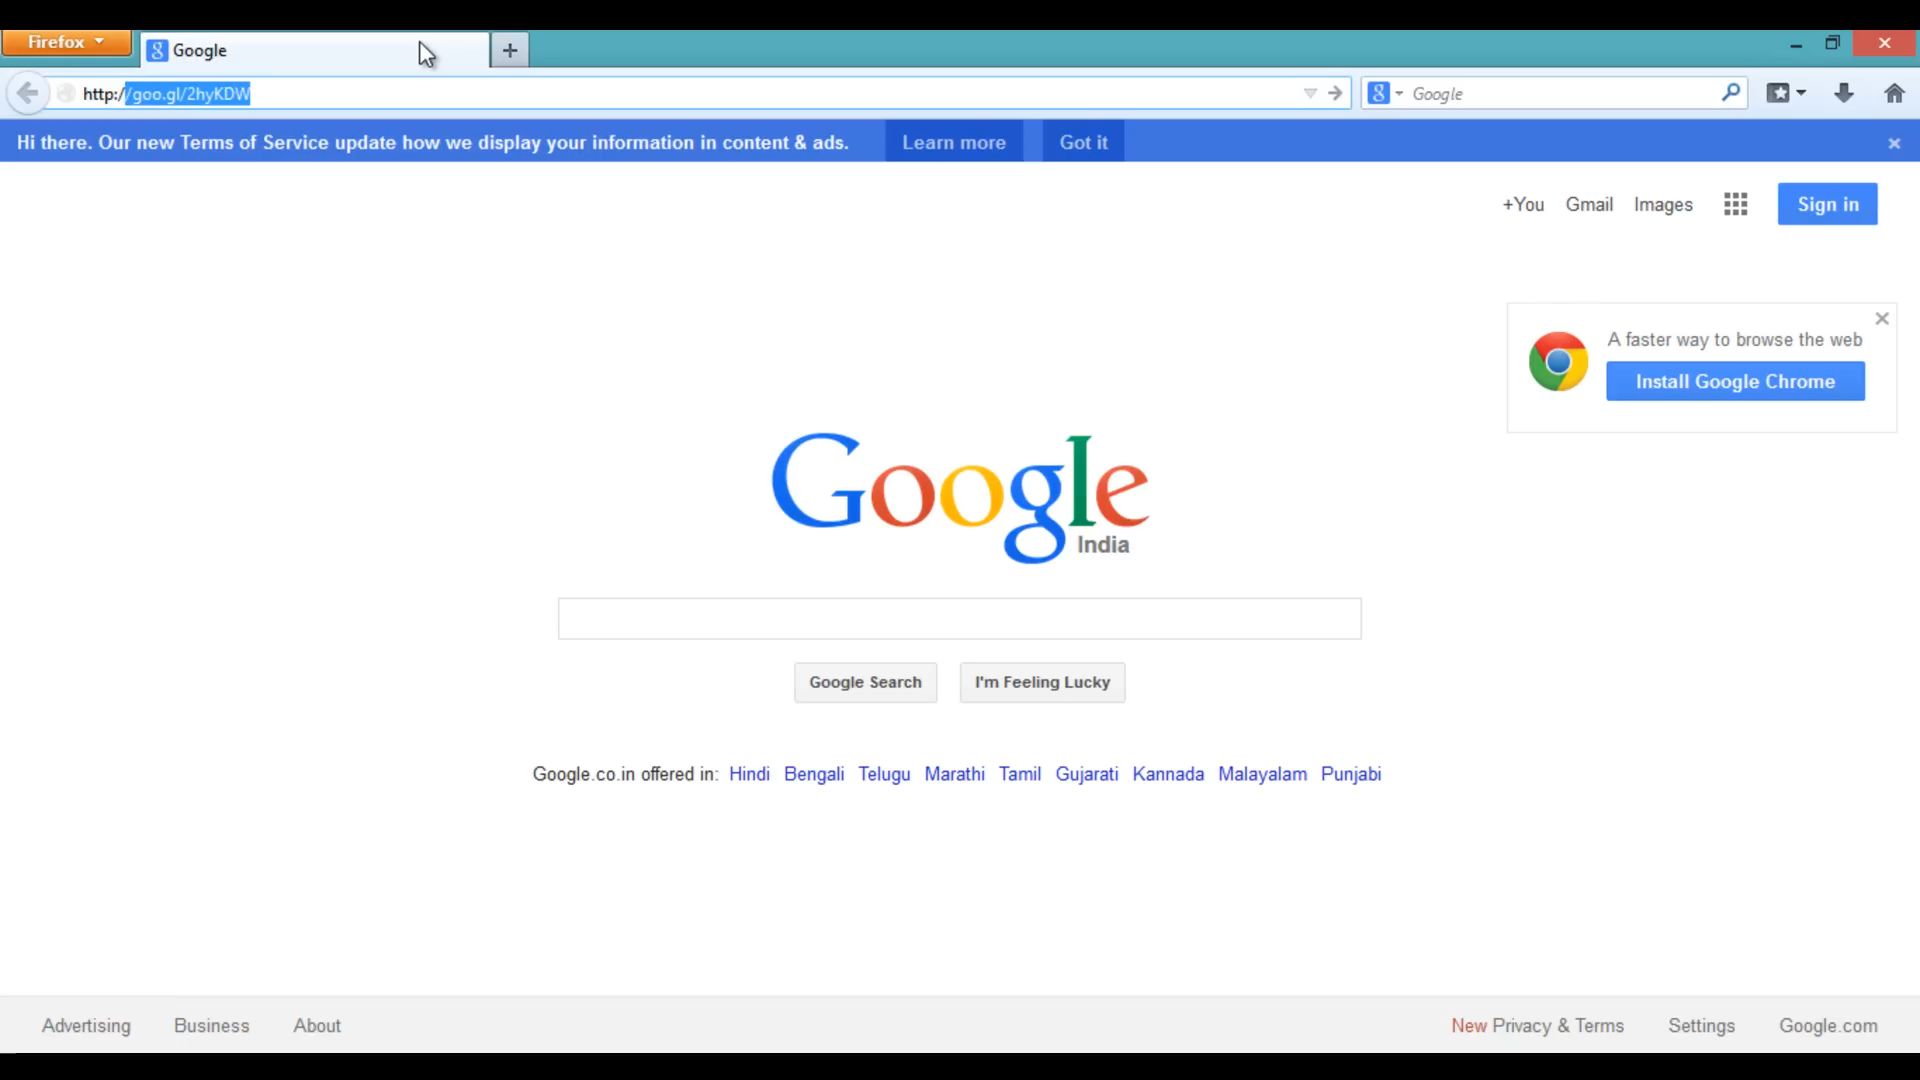 Firefox
Google
http://goo.gl/2hyKDW
Google
Hi there. Our new Terms of Service update how we display your information in content & ads.
Learn more
Got it
+You
Gmail
Images
Sign in
A faster way to browse the web
Install Google Chrome
Google
India
Google Search
I'm Feeling Lucky
Google.co.in offered in: Hindi Bengali Telugu Marathi Tamil Gujarati Kannada Malayalam Punjabi
Advertising
Business
About
New Privacy & Terms
Settings
Google.com